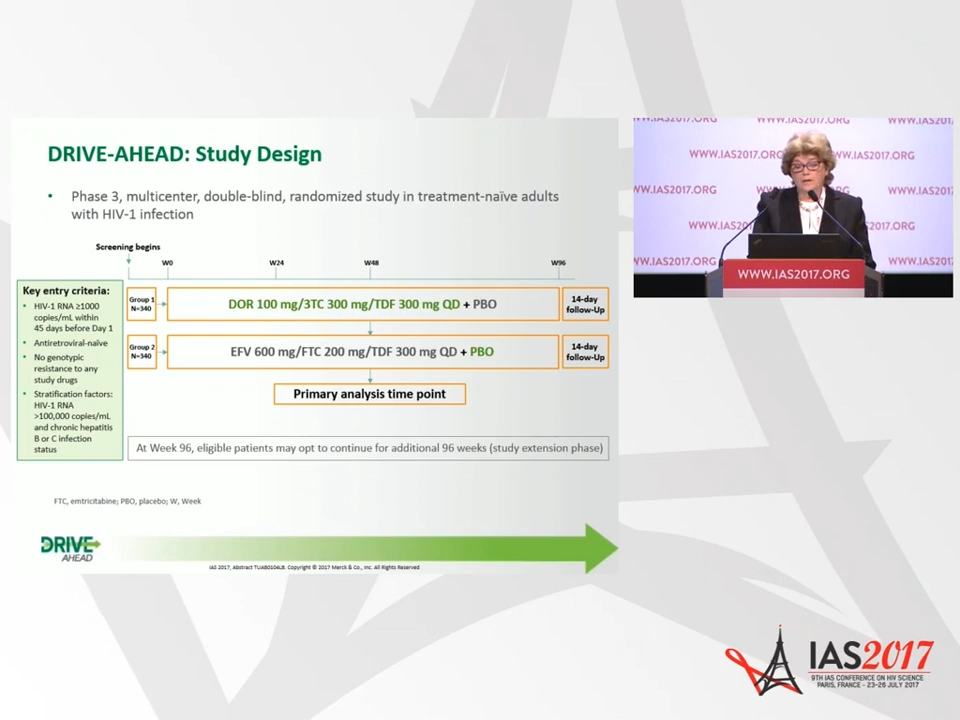 DRIVE-AHEAD: Study Design
• Phase 3, multicenter, double-blind, randomized study in treatment-naïve adults
with HIV-1 infection
Screening begins
W0 W24 W48 W96
Key entry criteria:
• HIV-1 RNA ≥1000
copies/mL within
45 days before Day 1
• Antiretroviral-naïve
• No genotypic
resistance to any
study drugs
• Stratification factors:
HIV-1 RNA
>100,000 copies/mL
and chronic hepatitis
B or C infection
status
Group 1
N=340
DOR 100 mg/3TC 300 mg/TDF 300 mg QD + PBO
14-day
follow-Up
Group 2
N=340
EFV 600 mg/FTC 200 mg/TDF 300 mg QD + PBO
14-day
follow-Up
Primary analysis time point
At Week 96, eligible patients may opt to continue for additional 96 weeks (study extension phase)
FTC, emtricitabine; PBO, placebo; W, Week
DRIVE
AHEAD
IAS 2017, Abstract TUAB0104LB. Copyright © 2017 Merck & Co., Inc. All Rights Reserved
WWW.IAS2017.ORG
WWW.IAS2017.ORG
WWW.IAS2017.ORG
IAS2017
9TH IAS CONFERENCE ON HIV SCIENCE
PARIS, FRANCE - 23-26 JULY 2017